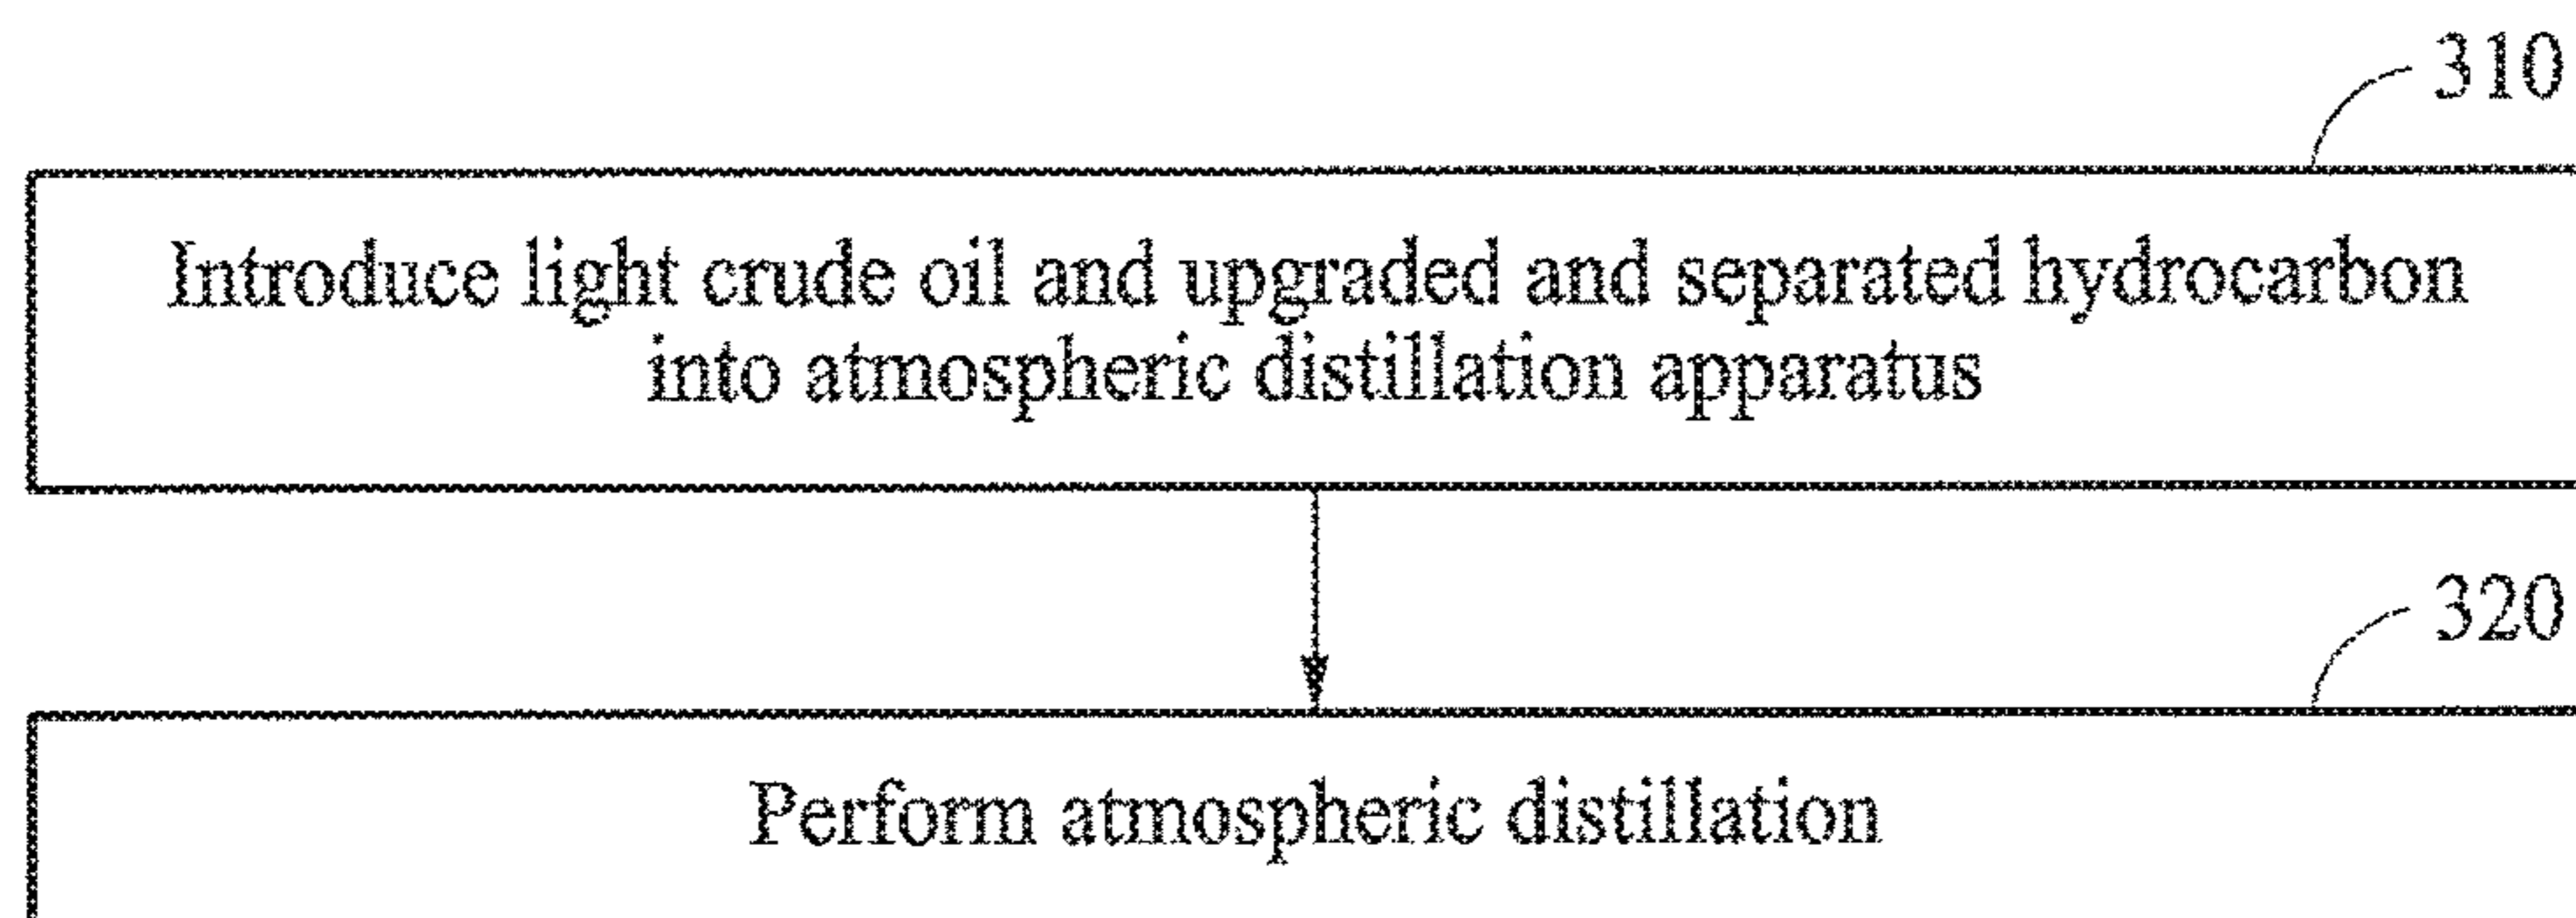 310
Introduce light crude oil and upgraded and separated hydrocarbon
into atmospheric distillation apparatus
320
Perform atmospheric distillation